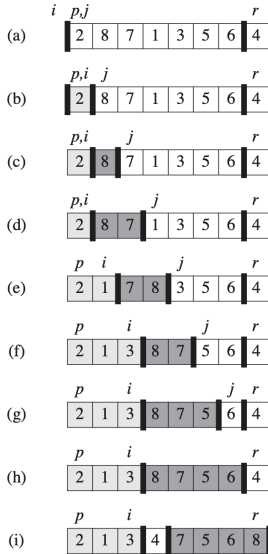 i p,j r
(a) 2 8 7 1 3 5 6 4
p,i j r
(b) 2 8 7 1 3 5 6 4
p,i j r
(c) 2 8 7 1 3 5 6 4
p,i j r
(d) 2 8 7 1 3 5 6 4
p i j r
(e) 2 1 7 8 3 5 6 4
p i j r
(f) 2 1 3 8 7 5 6 4
p i j r
(g) 2 1 3 8 7 5 6 4
p i r
(h) 2 1 3 8 7 5 6 4
p i r
(i) 2 1 3 4 7 5 6 8